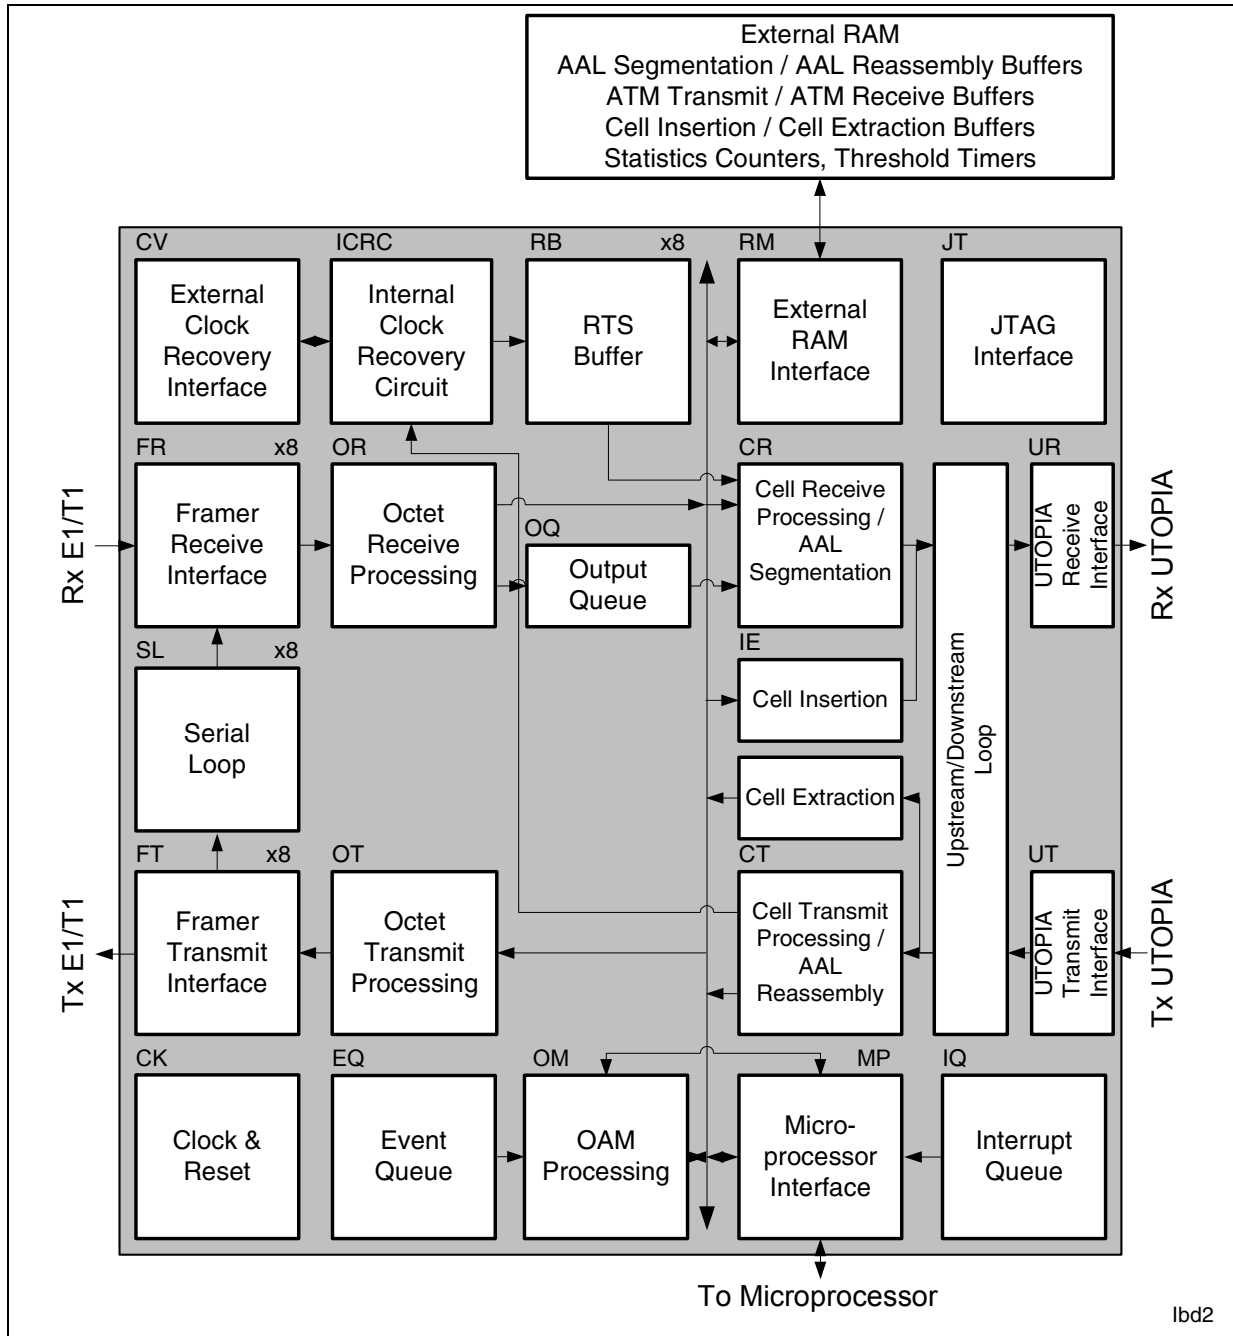 External RAM
AAL Segmentation / AAL Reassembly Buffers
ATM Transmit / ATM Receive Buffers
Cell Insertion / Cell Extraction Buffers
Statistics Counters, Threshold Timers
CV
ICRC
RB
x8
RM
JT
External
Clock
Recovery
Interface
Internal
Clock
Recovery
Circuit
RTS
Buffer
External
RAM
Interface
JTAG
Interface
FR
x8
OR
CR
UR
Rx E1/T1
Framer
Receive
Interface
Octet
Receive
Processing
OQ
Output
Queue
Cell Receive
Processing /
AAL
Segmentation
UTOPIA
Receive
Interface
Rx UTOPIA
SL
x8
IE
Serial
Loop
Cell Insertion
Cell Extraction
Upstream/Downstream
Loop
FT
x8
OT
CT
UT
Tx E1/T1
Framer
Transmit
Interface
Octet
Transmit
Processing
Cell Transmit
Processing /
AAL
Reassembly
UTOPIA
Transmit
Interface
Tx UTOPIA
CK
EQ
OM
MP
IQ
Clock &
Reset
Event
Queue
OAM
Processing
Micro-
processor
Interface
Interrupt
Queue
To Microprocessor
lbd2